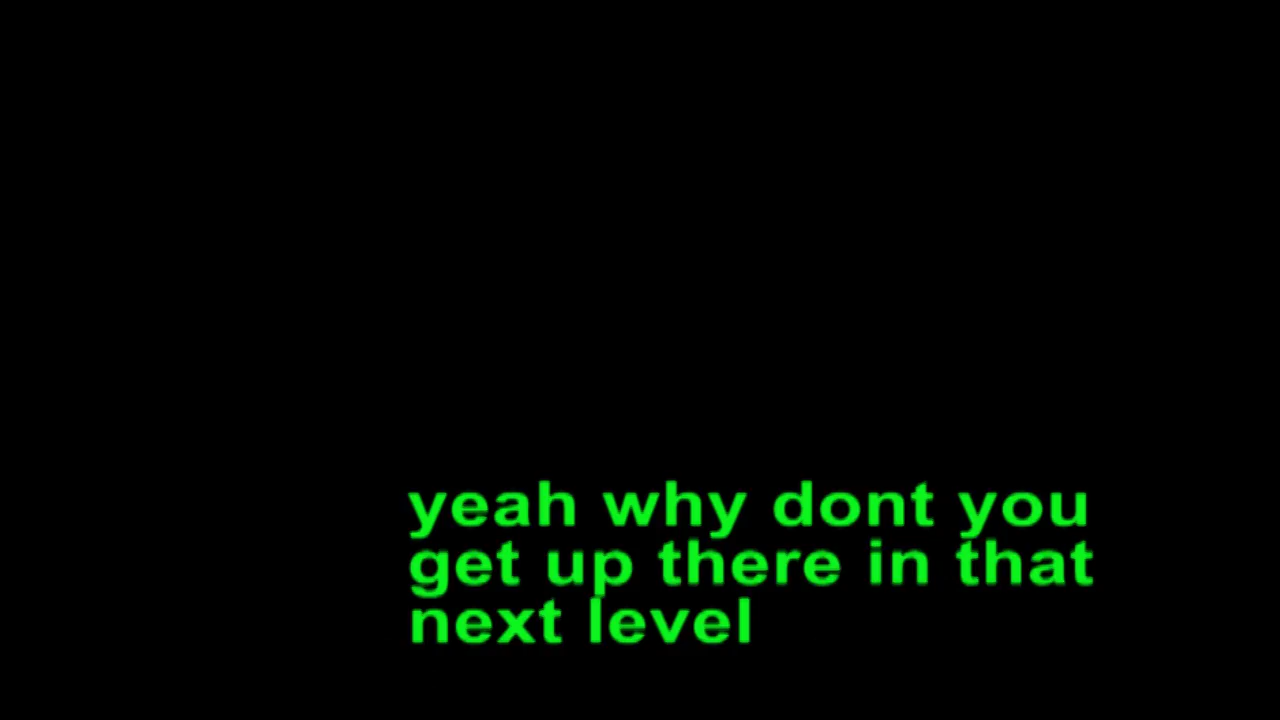 yeah why dont you
get up there in that
next level